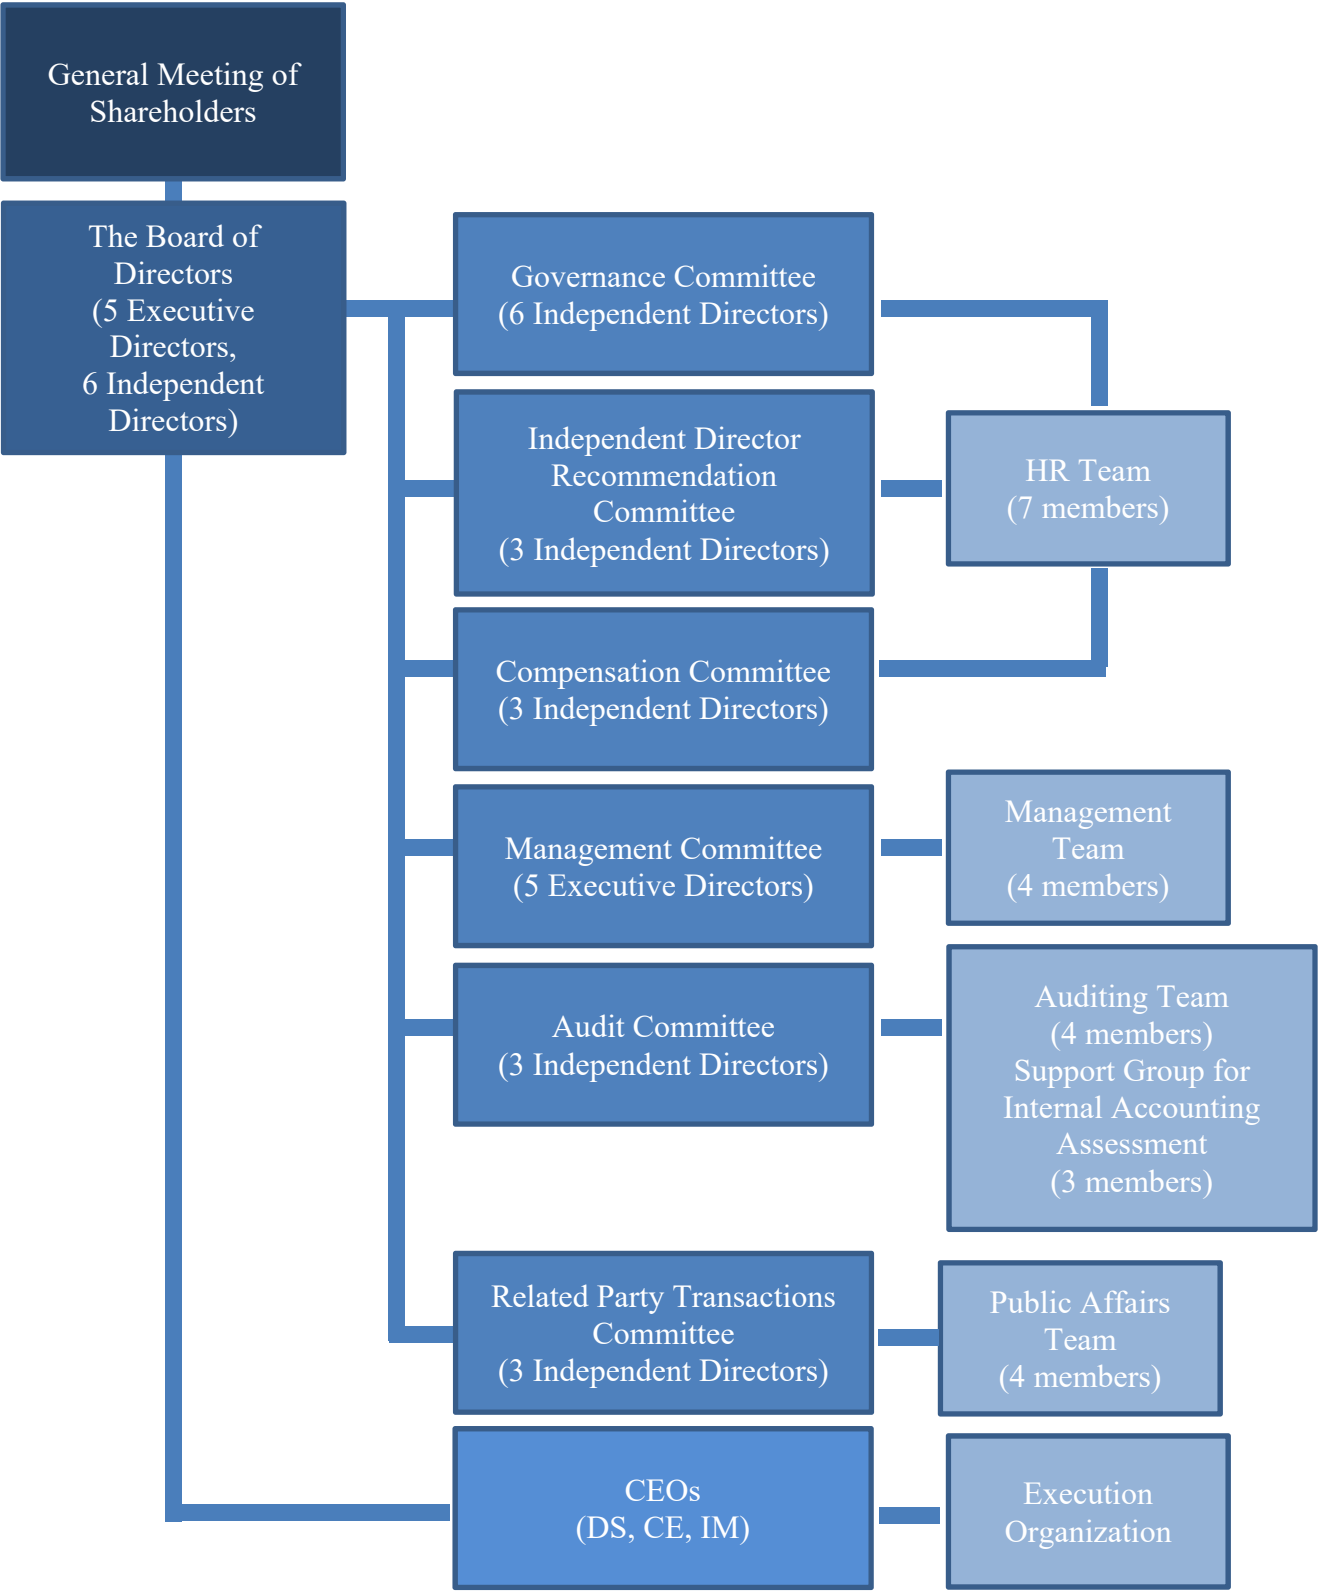 General Meeting of
Shareholders
The Board of
Directors
(5 Executive
Directors,
6 Independent
Directors)
Governance Committee
(6 Independent Directors)
Independent Director
Recommendation
Committee
(3 Independent Directors)
HR Team
(7 members)
Compensation Committee
(3 Independent Directors)
Management Committee
(5 Executive Directors)
Management
Team
(4 members)
Audit Committee
(3 Independent Directors)
Auditing Team
(4 members)
Support Group for
Internal Accounting
Assessment
(3 members)
Related Party Transactions
Committee
(3 Independent Directors)
Public Affairs
Team
(4 members)
CEOs
(DS, CE, IM)
Execution
Organization